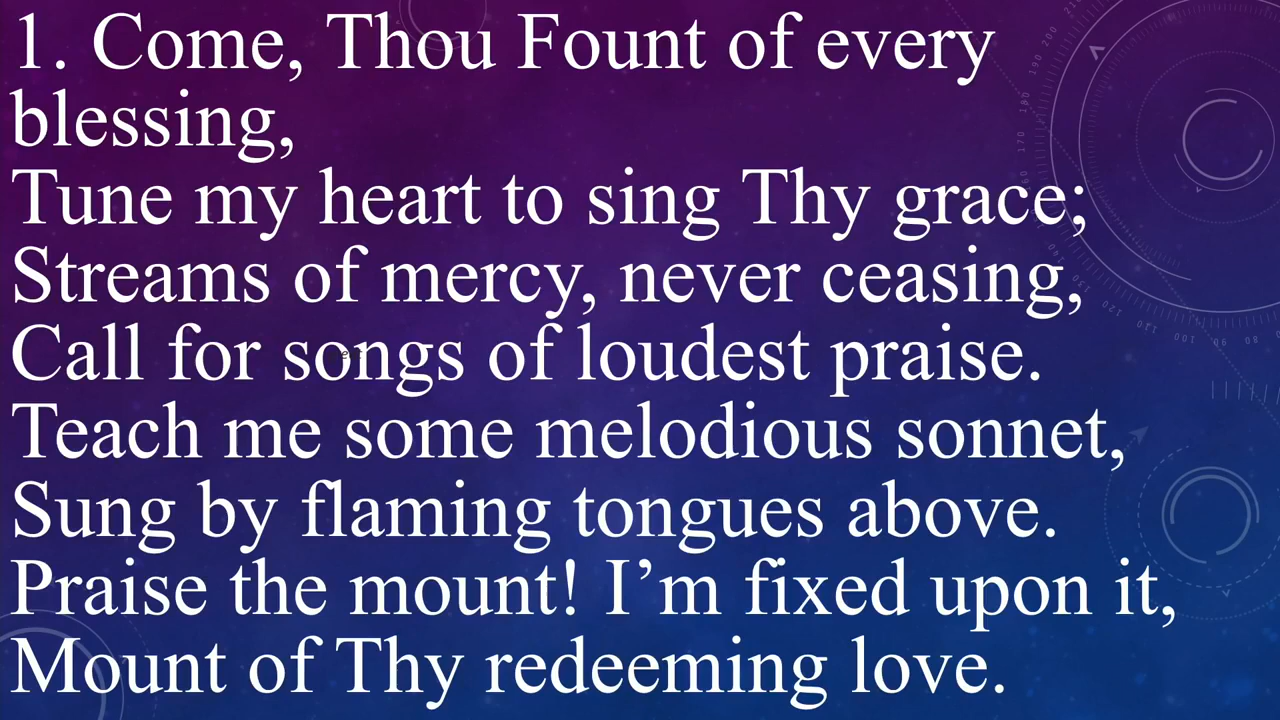 1. Come, Thou Fount of every
blessing,
Tune my heart to sing Thy grace;
Streams of mercy, never ceasing,
Call for songs of loudest praise.
Teach me some melodious sonnet,
Sung by flaming tongues above.
Praise the mount! I’m fixed upon it,
Mount of Thy redeeming love.